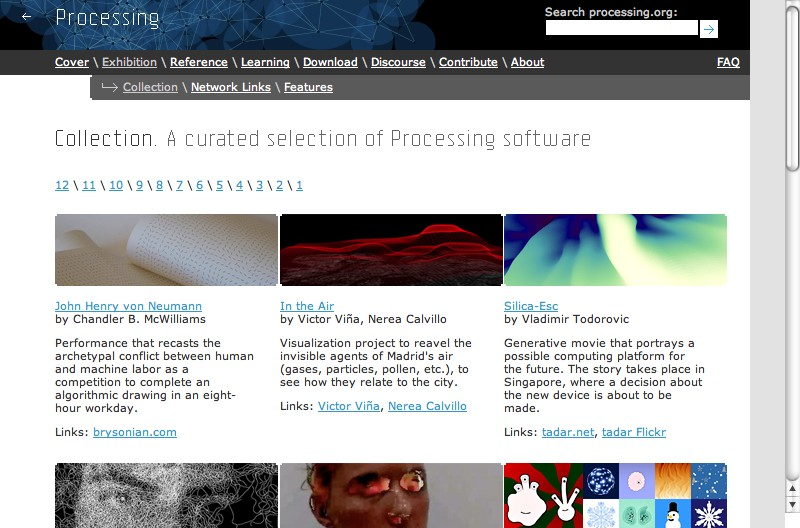 ← Processing
Search processing.org:
→
Cover \ Exhibition \ Reference \ Learning \ Download \ Discourse \ Contribute \ About
FAQ
Collection \ Network Links \ Features
Collection. A curated selection of Processing software
12 \ 11 \ 10 \ 9 \ 8 \ 7 \ 6 \ 5 \ 4 \ 3 \ 2 \ 1
John Henry von Neumann
by Chandler B. McWilliams
Performance that recasts the
archetypal conflict between human
and machine labor as a
competition to complete an
algorithmic drawing in an eight-
hour workday.
Links: brysonian.com
In the Air
by Victor Viña, Nerea Calvillo
Visualization project to reavel the
invisible agents of Madrid's air
(gases, particles, pollen, etc.), to
see how they relate to the city.
Links: Victor Viña, Nerea Calvillo
Silica-Esc
by Vladimir Todorovic
Generative movie that portrays a
possible computing platform for
the future. The story takes place in
Singapore, where a decision about
the new device is about to be
made.
Links: tadar.net, tadar Flickr